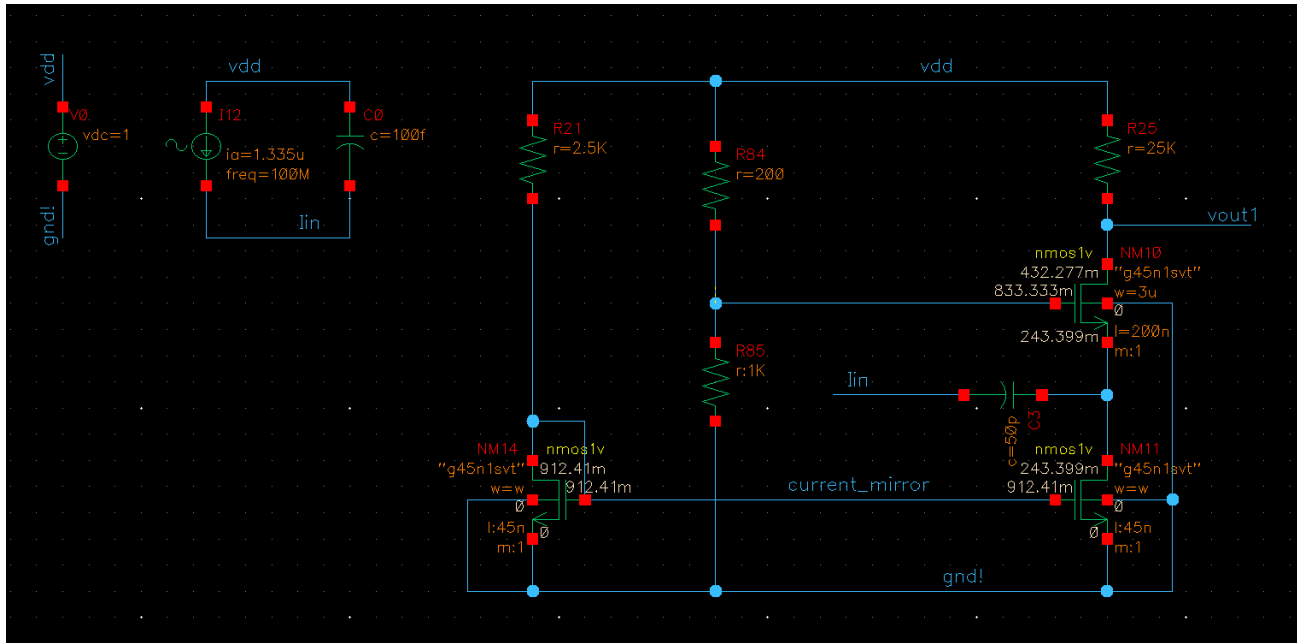 vdd
V0
vdc=1
gnd!
vdd
I12
ia=1.335u
freq=100M
C0
c=100f
Iin
vdd
R21
r=2.5K
R84
r=200
R25
r=25K
vout1
nmos1v
NM10
432.277m
"g45n1svt"
833.333m
w=3u
0
243.399m
l=200n
m:1
R85
r:1K
Iin
c=50p
C3
NM14
nmos1v
"g45n1svt"
912.41m
w=w
912.41m
0
l:45n
0
m:1
current_mirror
nmos1v
NM11
243.399m
"g45n1svt"
912.41m
w=w
0
0
l:45n
m:1
gnd!